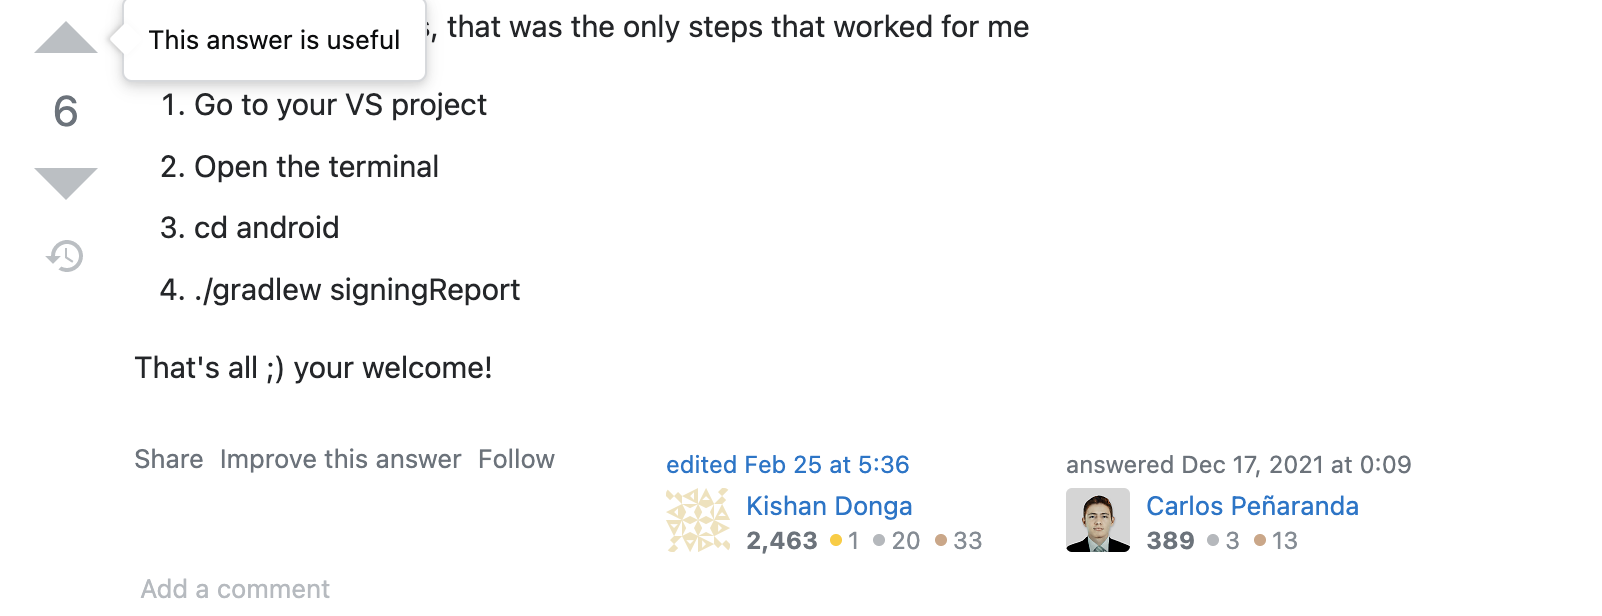 This answer is useful
, that was the only steps that worked for me
6
1. Go to your VS project
2. Open the terminal
3. cd android
4. ./gradlew signingReport
That's all ;) your welcome!
Share Improve this answer Follow
edited Feb 25 at 5:36
Kishan Donga
2,463 1 20 33
answered Dec 17, 2021 at 0:09
Carlos Peñaranda
389 3 13
Add a comment